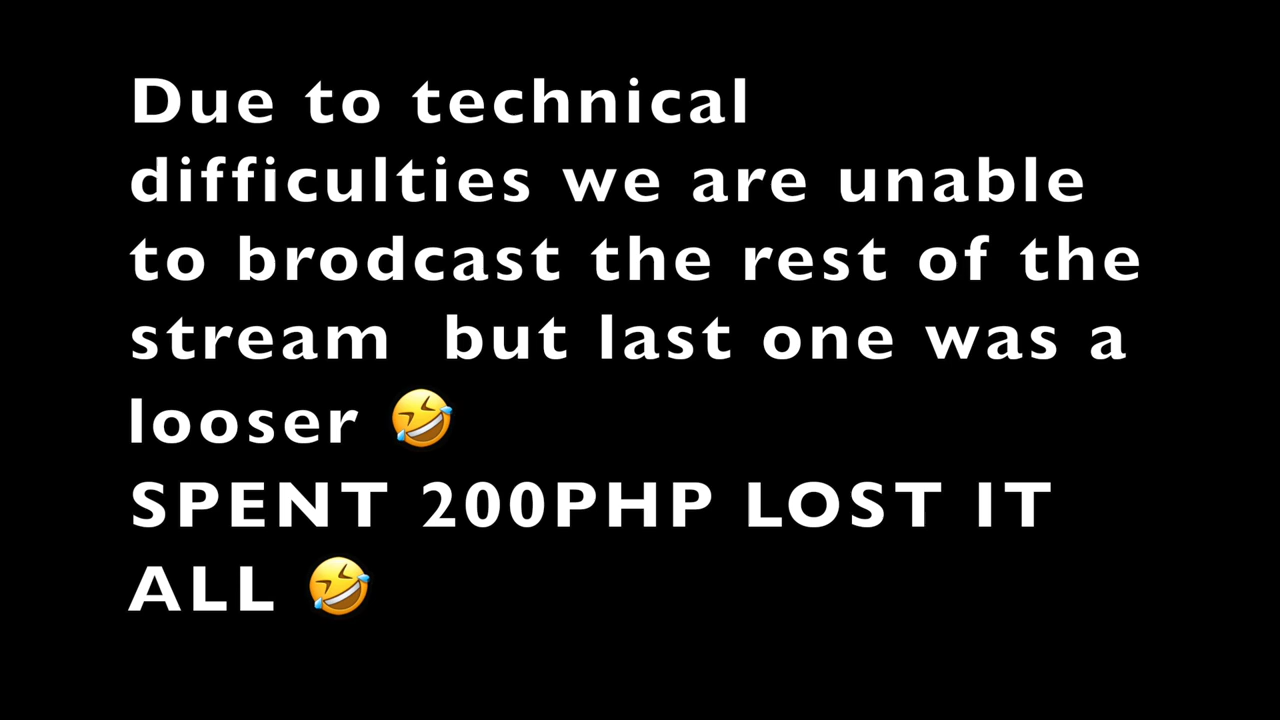 Due to technical
difficulties we are unable
to brodcast the rest of the
stream  but last one was a
looser 🤣
SPENT 200PHP LOST IT
ALL 🤣